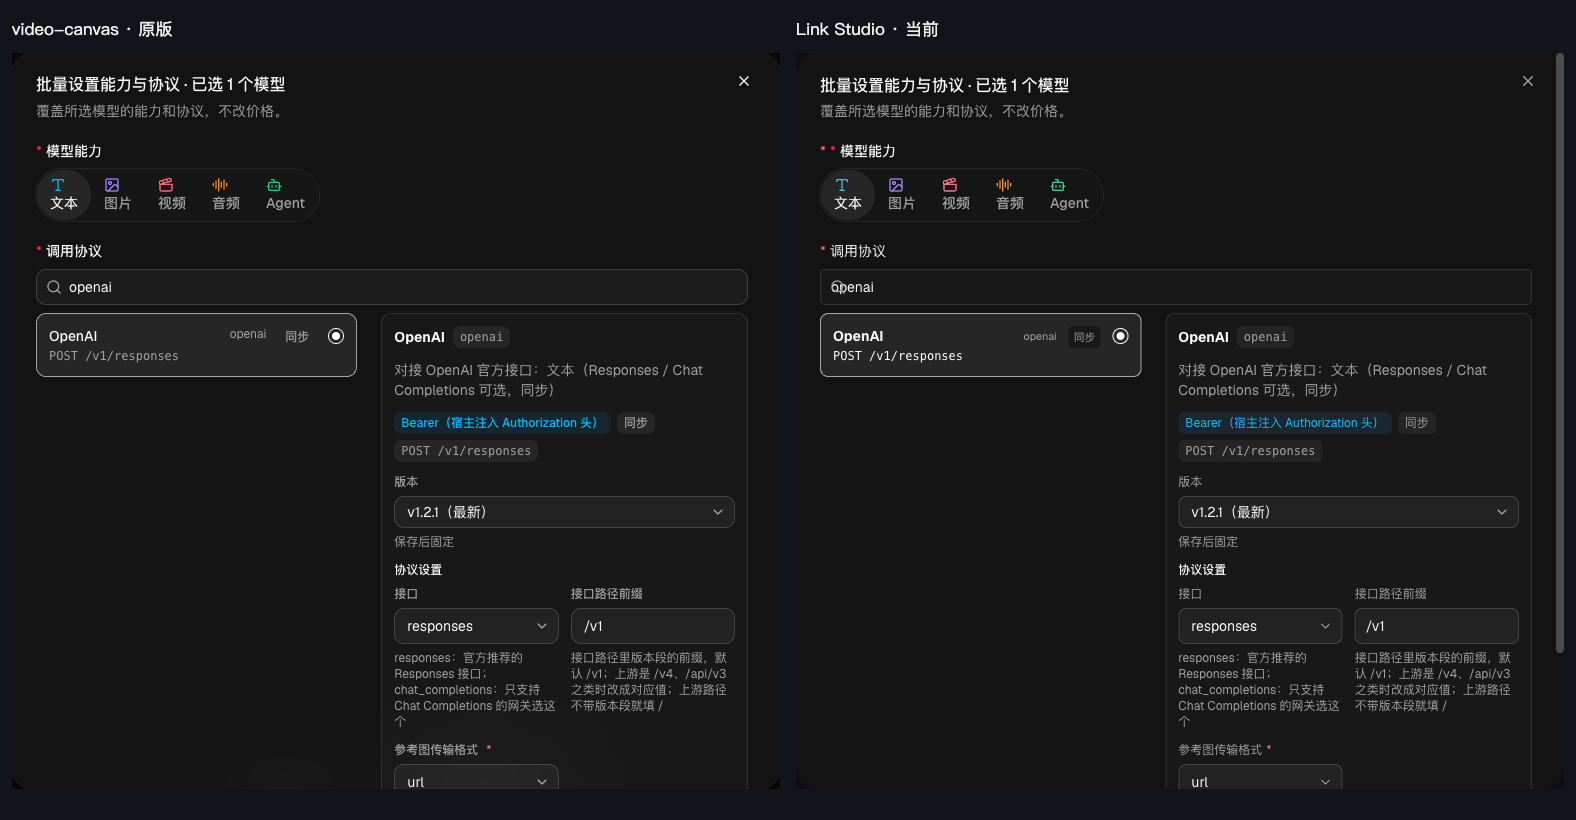 video-canvas · 原版
批量设置能力与协议 · 已选 1 个模型
覆盖所选模型的能力和协议，不改价格。
* 模型能力
文本 图片 视频 音频 Agent
* 调用协议
openai
OpenAI openai 同步
POST /v1/responses
OpenAI openai
对接 OpenAI 官方接口：文本（Responses / Chat
Completions 可选，同步）
Bearer（宿主注入 Authorization 头） 同步
POST /v1/responses
版本
v1.2.1（最新）
保存后固定
协议设置
接口 接口路径前缀
responses /v1
responses：官方推荐的
Responses 接口；
chat_completions：只支持
Chat Completions 的网关选这
个
接口路径里版本段的前缀，默
认 /v1；上游是 /v4、/api/v3
之类时改成对应值；上游路径
不带版本段就填 /
参考图传输格式 *
url
Link Studio · 当前
批量设置能力与协议 · 已选 1 个模型
覆盖所选模型的能力和协议，不改价格。
* * 模型能力
文本 图片 视频 音频 Agent
* 调用协议
openai
OpenAI openai 同步
POST /v1/responses
OpenAI openai
对接 OpenAI 官方接口：文本（Responses / Chat
Completions 可选，同步）
Bearer（宿主注入 Authorization 头） 同步
POST /v1/responses
版本
v1.2.1（最新）
保存后固定
协议设置
接口 接口路径前缀
responses /v1
responses：官方推荐的
Responses 接口；
chat_completions：只支持
Chat Completions 的网关选这
个
接口路径里版本段的前缀，默
认 /v1；上游是 /v4、/api/v3
之类时改成对应值；上游路径
不带版本段就填 /
参考图传输格式 *
url